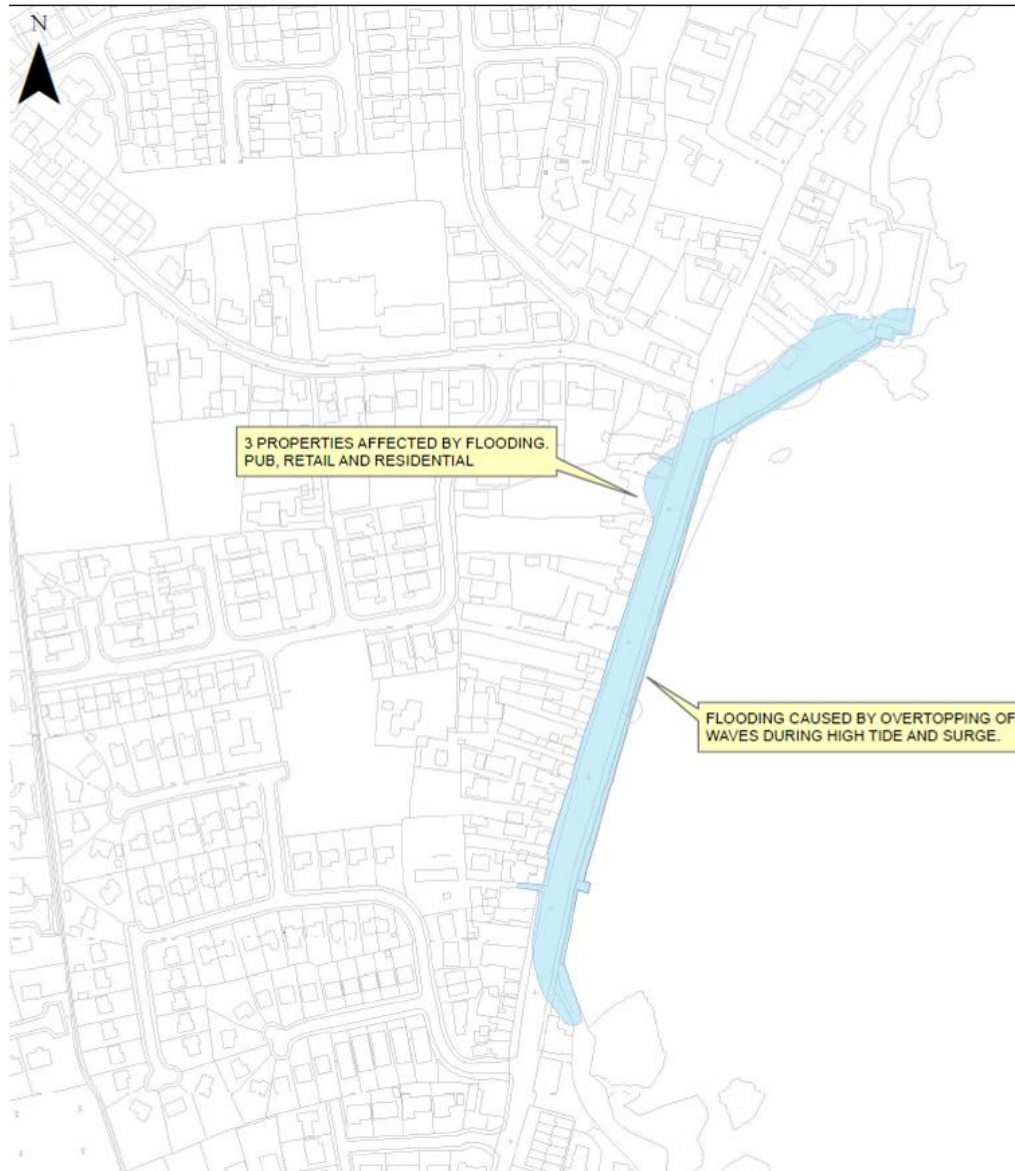 N
3 PROPERTIES AFFECTED BY FLOODING.
PUB, RETAIL AND RESIDENTIAL
FLOODING CAUSED BY OVERTOPPING OF
WAVES DURING HIGH TIDE AND SURGE.